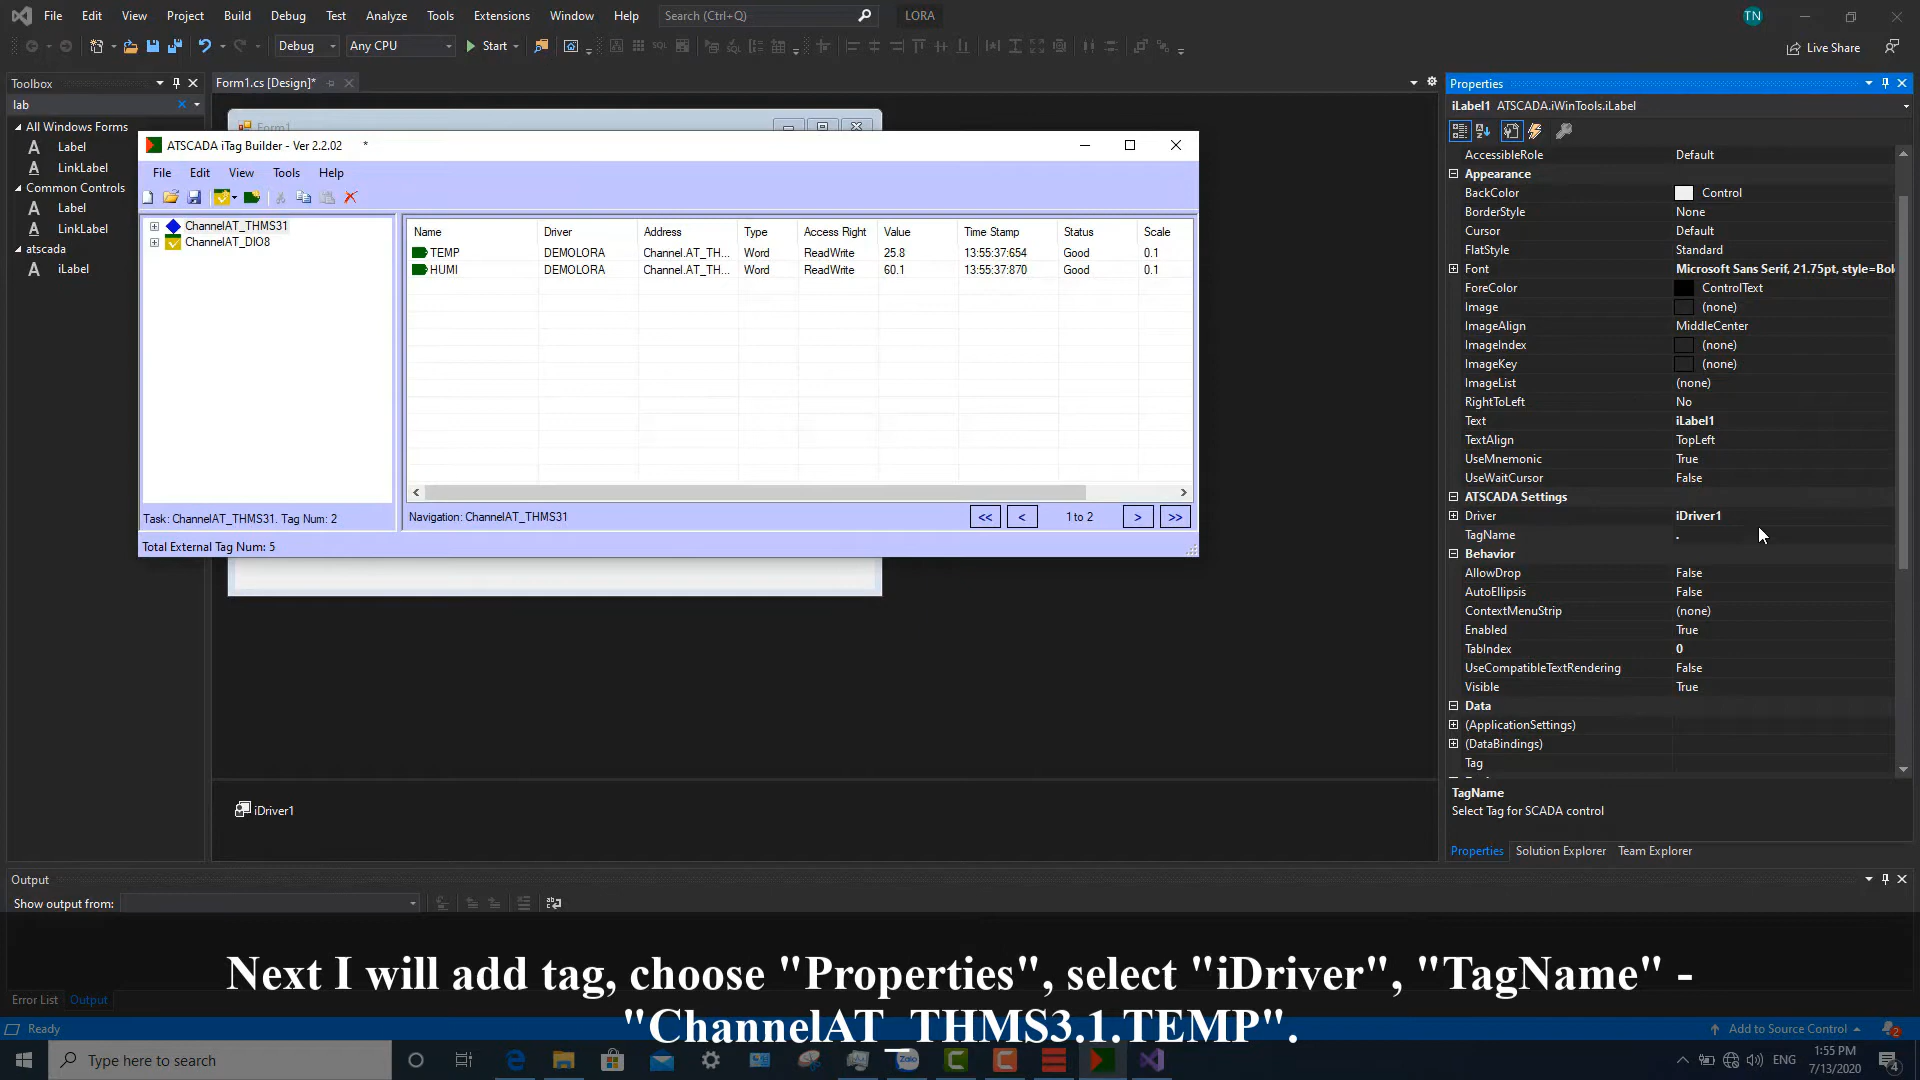 File Edit View Project Build Debug Test Analyze Tools Extensions Window Help Search (Ctrl+Q) LORA TN
Debug Any CPU Start Live Share
Toolbox
lab
All Windows Forms
Label
LinkLabel
Common Controls
Label
LinkLabel
atscada
iLabel
Form1.cs [Design]*
Form1
ATSCADA iTag Builder - Ver 2.2.02 *
File Edit View Tools Help
ChannelAT_THMS31
ChannelAT_DIO8
Task: ChannelAT_THMS31. Tag Num: 2
Name Driver Address Type Access Right Value Time Stamp Status Scale
TEMP DEMOLORA Channel.AT_TH... Word ReadWrite 25.8 13:55:37:654 Good 0.1
HUMI DEMOLORA Channel.AT_TH... Word ReadWrite 60.1 13:55:37:870 Good 0.1
Navigation: ChannelAT_THMS31 << < 1 to 2 > >>
Total External Tag Num: 5
iDriver1
Properties
iLabel1 ATSCADA.iWinTools.iLabel
AccessibleRole Default
Appearance
BackColor Control
BorderStyle None
Cursor Default
FlatStyle Standard
Font Microsoft Sans Serif, 21.75pt, style=Bol
ForeColor ControlText
Image (none)
ImageAlign MiddleCenter
ImageIndex (none)
ImageKey (none)
ImageList (none)
RightToLeft No
Text iLabel1
TextAlign TopLeft
UseMnemonic True
UseWaitCursor False
ATSCADA Settings
Driver iDriver1
TagName .
Behavior
AllowDrop False
AutoEllipsis False
ContextMenuStrip (none)
Enabled True
TabIndex 0
UseCompatibleTextRendering False
Visible True
Data
(ApplicationSettings)
(DataBindings)
Tag
TagName
Select Tag for SCADA control
Properties Solution Explorer Team Explorer
Output
Show output from:
Next I will add tag, choose "Properties", select "iDriver", "TagName" -
"ChannelAT_THMS3.1.TEMP".
Error List Output
Ready Add to Source Control 2
Type here to search Zalo ENG 1:55 PM
7/13/2020 4